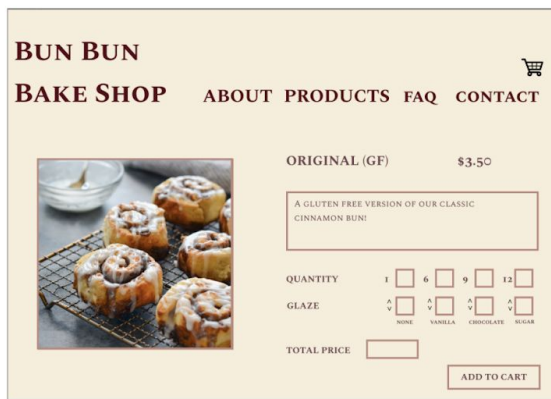 BUN BUN
BAKE SHOP
ABOUT PRODUCTS FAQ CONTACT
ORIGINAL (GF) $3.50
A GLUTEN FREE VERSION OF OUR CLASSIC
CINNAMON BUN!
QUANTITY 1 6 9 12
GLAZE
NONE VANILLA CHOCOLATE SUGAR
TOTAL PRICE
ADD TO CART